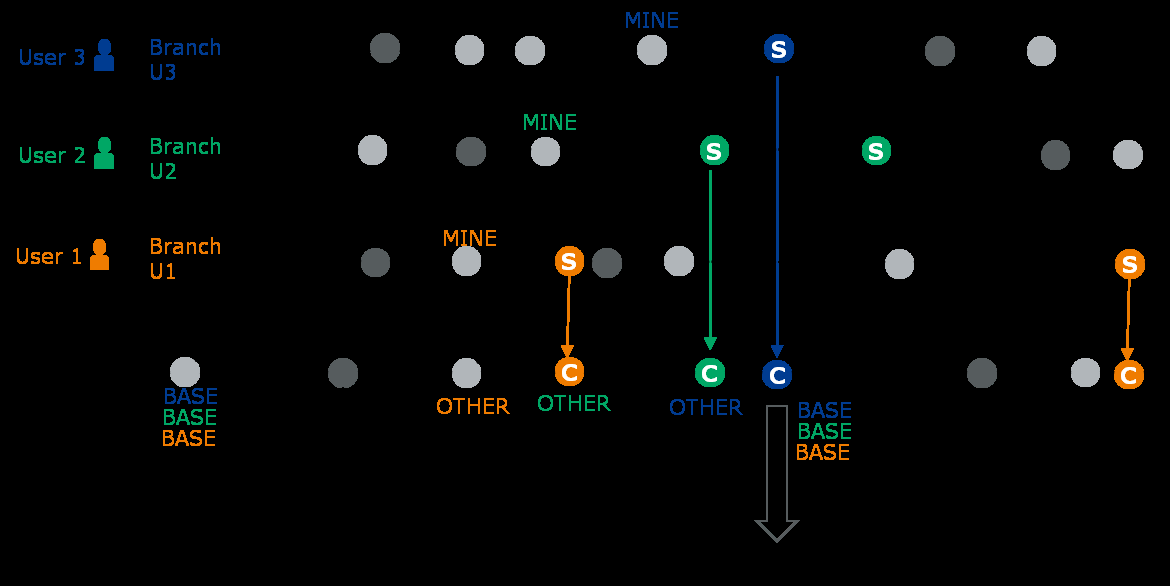 MINE
User 3
Branch
U3
S
MINE
User 2
Branch
U2
S
S
MINE
User 1
Branch
U1
S
S
C
C
C
C
BASE
BASE
BASE
OTHER
OTHER
OTHER
BASE
BASE
BASE